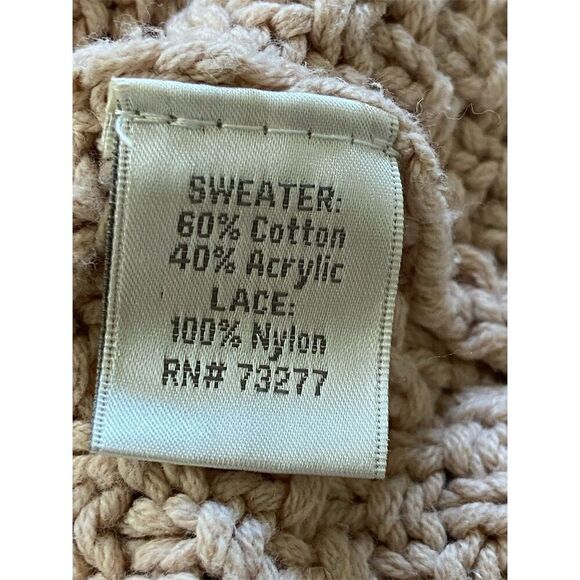 SWEATER:
60% Cotton
40% Acrylic
LACE:
100% Nylon
RN# 73277